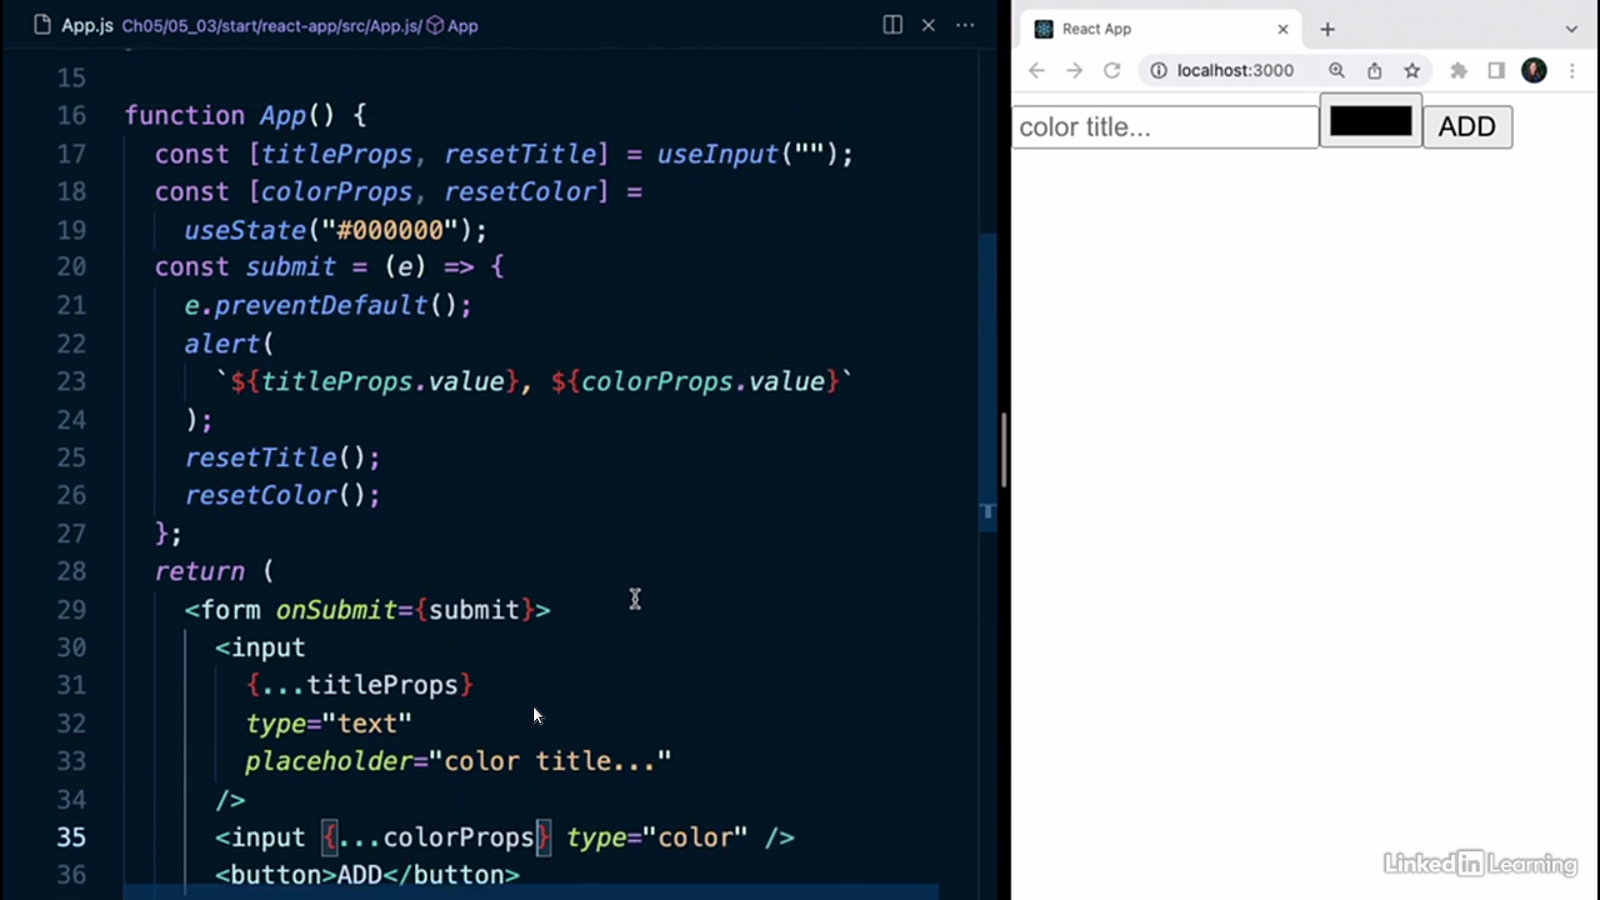 App.js Ch05/05_03/start/react-app/src/App.js/ App
15
16 function App() {
17 const [titleProps, resetTitle] = useInput("");
18 const [colorProps, resetColor] =
19 useState("#000000");
20 const submit = (e) => {
21 e.preventDefault();
22 alert(
23 `${titleProps.value}, ${colorProps.value}`
24 );
25 resetTitle();
26 resetColor();
27 };
28 return (
29 <form onSubmit={submit}>
30 <input
31 {...titleProps}
32 type="text"
33 placeholder="color title..."
34 />
35 <input {...colorProps} type="color" />
36 <button>ADD</button>
React App
localhost:3000
color title... ADD
LinkedIn Learning